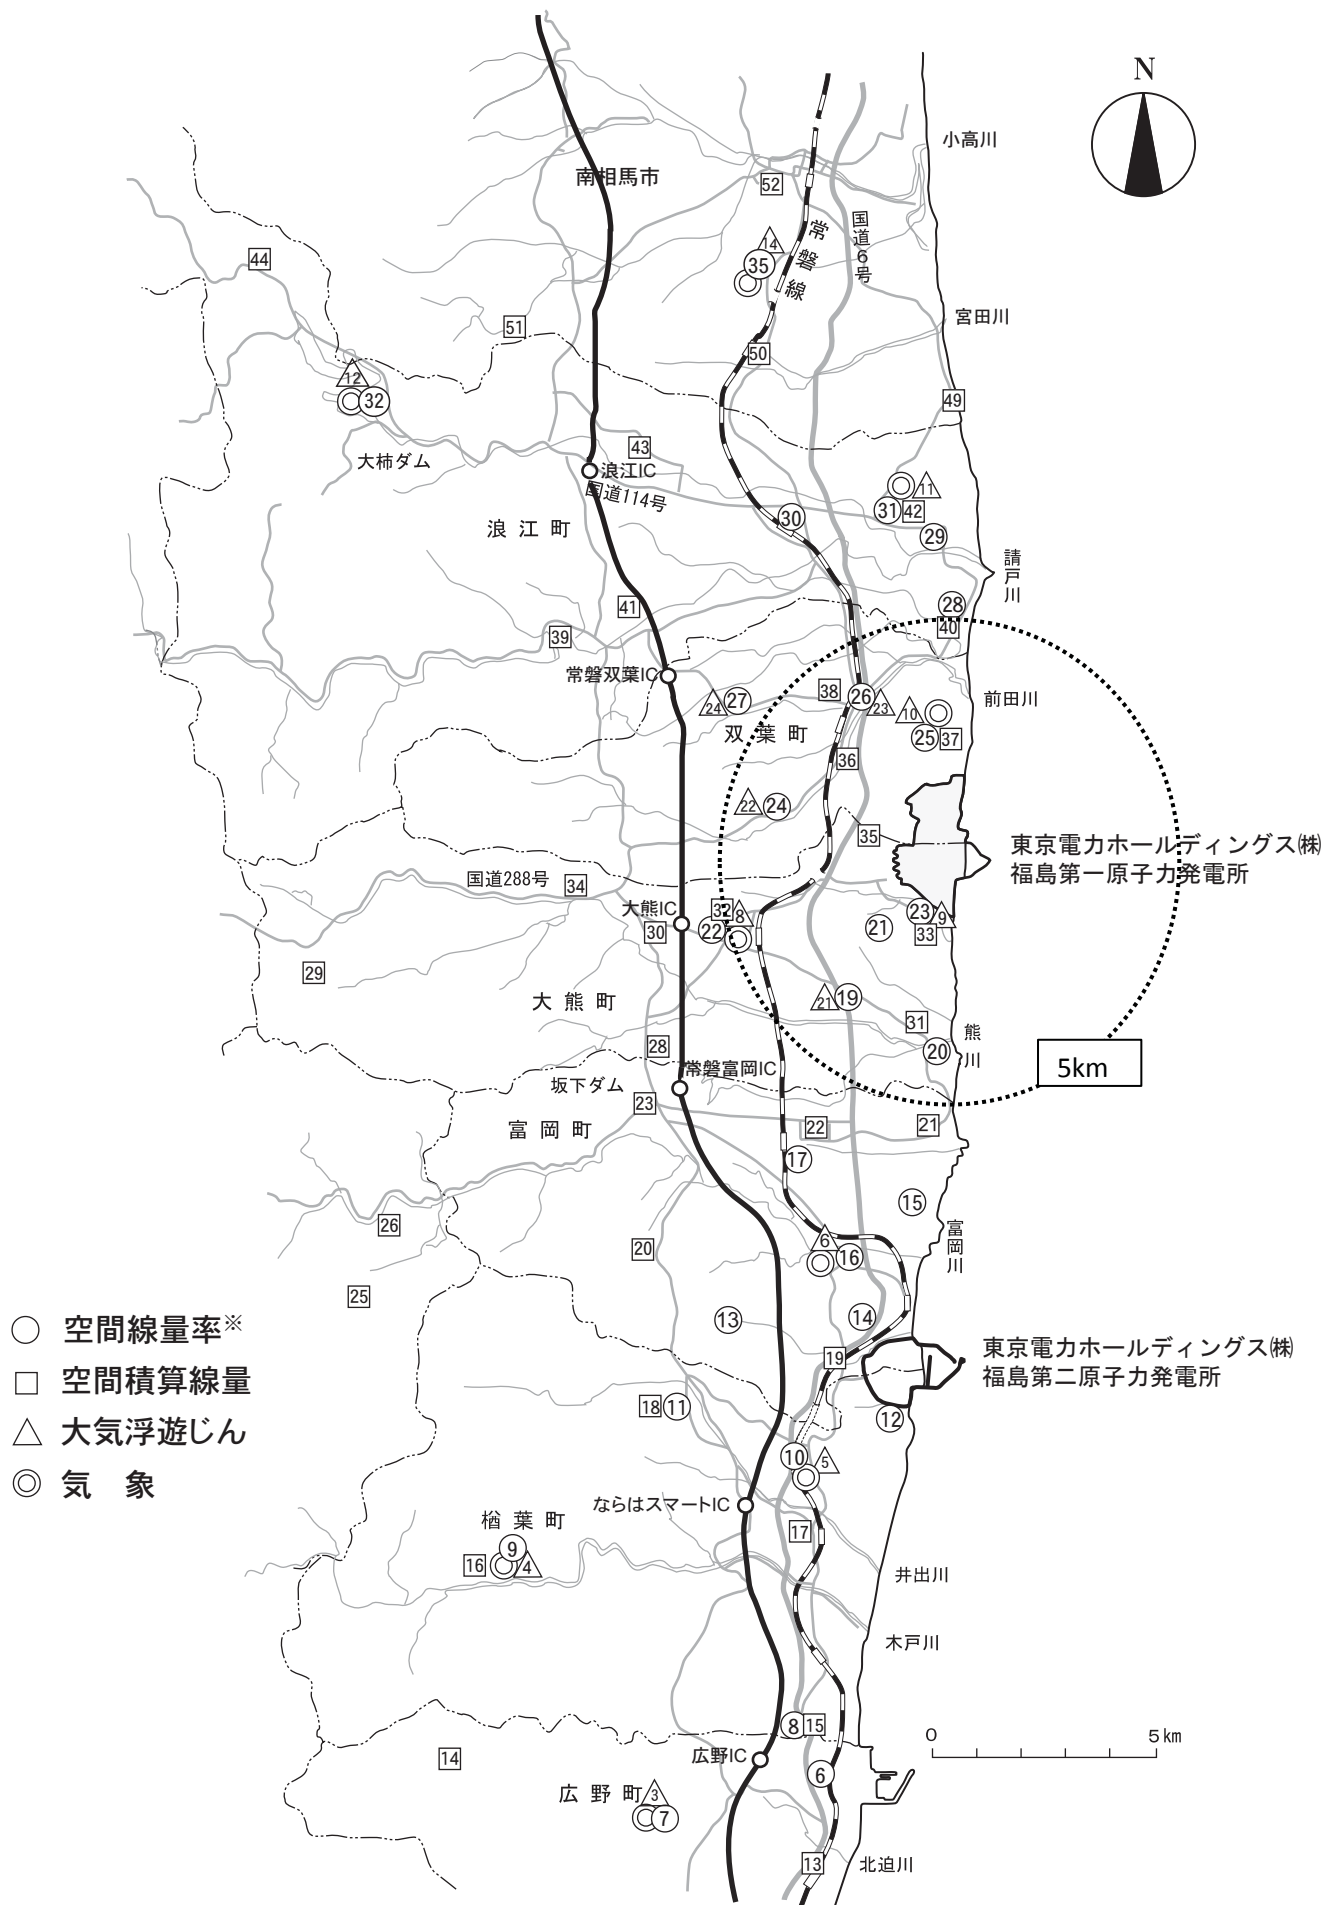 N
小高川
南相馬市
52
国道6号
常磐線
14
35
44
宮田川
51
50
12
32
49
大柿ダム
43
浪江IC
国道114号
11
31
42
30
29
浪江町
請戸川
28
41
40
39
常磐双葉IC
38
26
23
10
24
27
前田川
双葉町
25
37
36
22
24
35
東京電力ホールディングス㈱
福島第一原子力発電所
国道288号
34
大熊IC
32
8
23
9
30
22
21
33
29
大熊町
21
19
31
熊川
20
28
常磐富岡IC
5km
坂下ダム
23
22
21
富岡町
17
15
26
富岡川
20
6
16
25
13
14
○ 空間線量率※
東京電力ホールディングス㈱
福島第二原子力発電所
19
□ 空間積算線量
18
11
12
△ 大気浮遊じん
10
5
◎ 気 象
ならはスマートIC
楢葉町
17
9
16
4
井出川
木戸川
8
15
0
5km
14
広野IC
6
広野町
3
7
13
北迫川